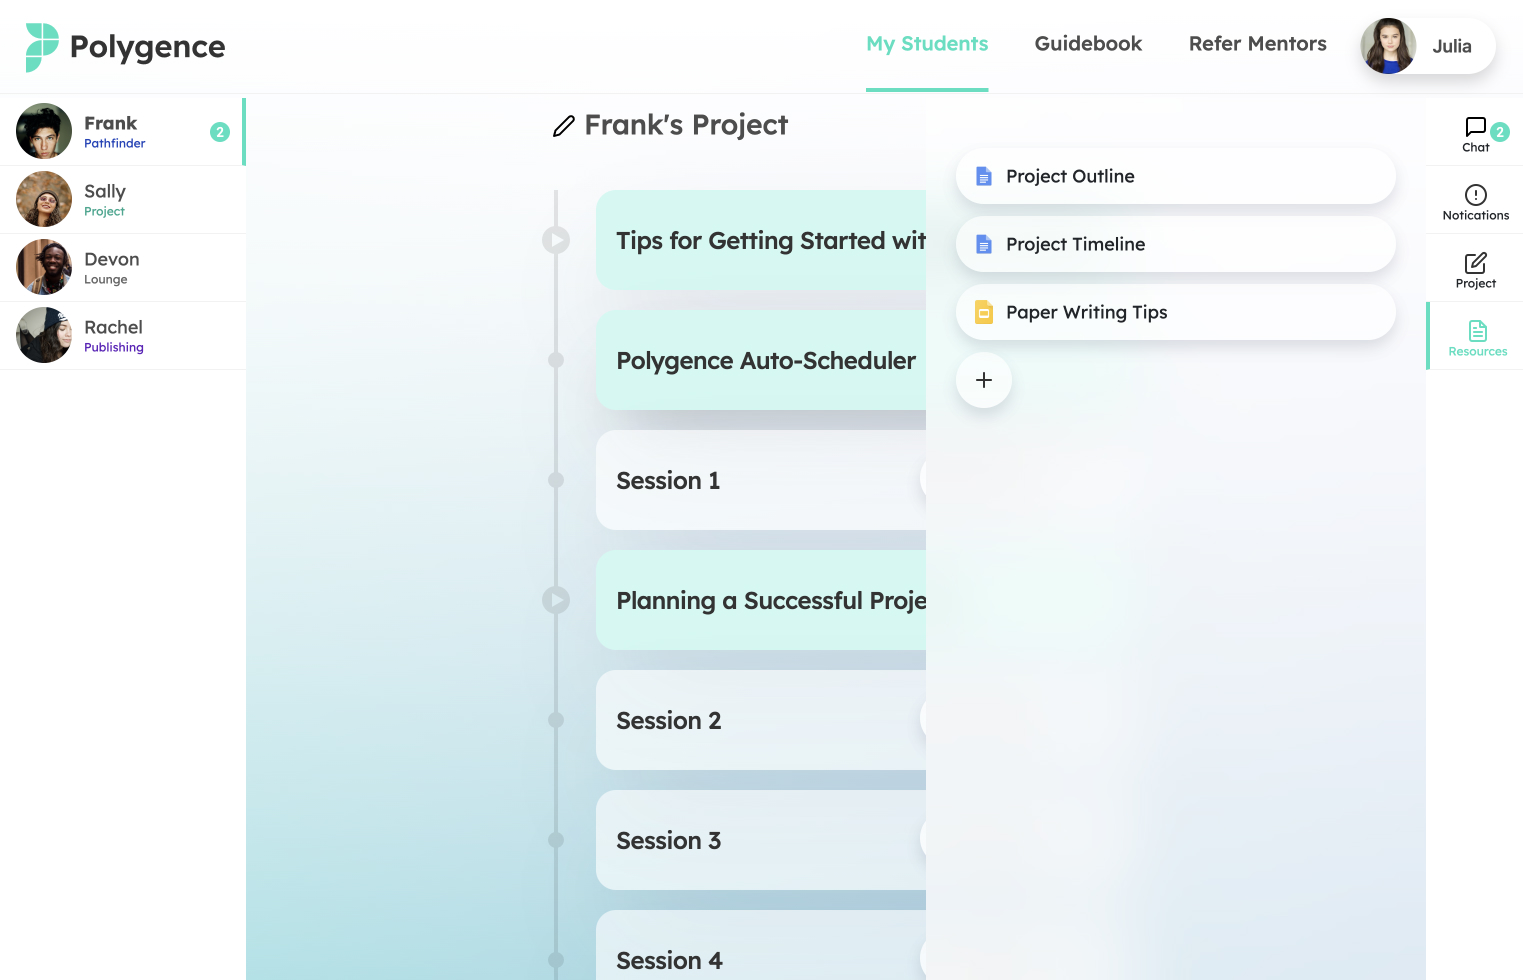 Polygence
My Students
Guidebook
Refer Mentors
Julia
Frank
Pathfinder
2
Sally
Project
Devon
Lounge
Rachel
Publishing
Frank's Project
Tips for Getting Started wit
Polygence Auto-Scheduler
Session 1
Planning a Successful Proje
Session 2
Session 3
Session 4
Project Outline
Project Timeline
Paper Writing Tips
2
Chat
Notications
Project
Resources